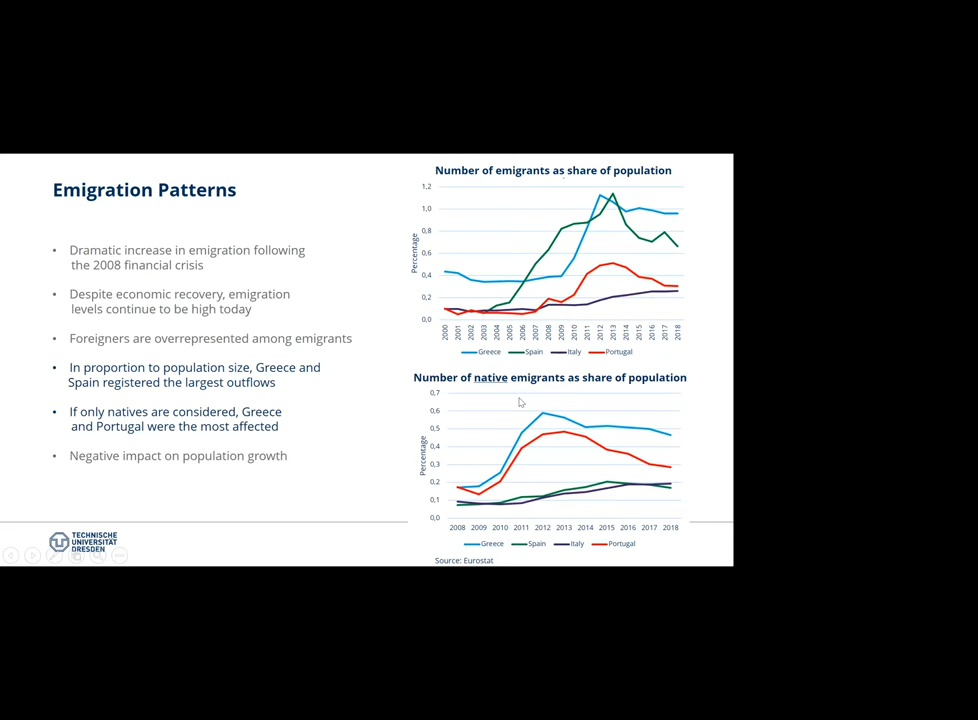 Emigration Patterns
• Dramatic increase in emigration following
the 2008 financial crisis
• Despite economic recovery, emigration
levels continue to be high today
• Foreigners are overrepresented among emigrants
• In proportion to population size, Greece and
Spain registered the largest outflows
• If only natives are considered, Greece
and Portugal were the most affected
• Negative impact on population growth
TECHNISCHE
UNIVERSITÄT
DRESDEN
Number of emigrants as share of population
Percentage
1,2
1,0
0,8
0,6
0,4
0,2
0,0
2000 2001 2002 2003 2004 2005 2006 2007 2008 2009 2010 2011 2012 2013 2014 2015 2016 2017 2018
Greece Spain Italy Portugal
Number of native emigrants as share of population
Percentage
0,7
0,6
0,5
0,4
0,3
0,2
0,1
0,0
2008 2009 2010 2011 2012 2013 2014 2015 2016 2017 2018
Greece Spain Italy Portugal
Source: Eurostat